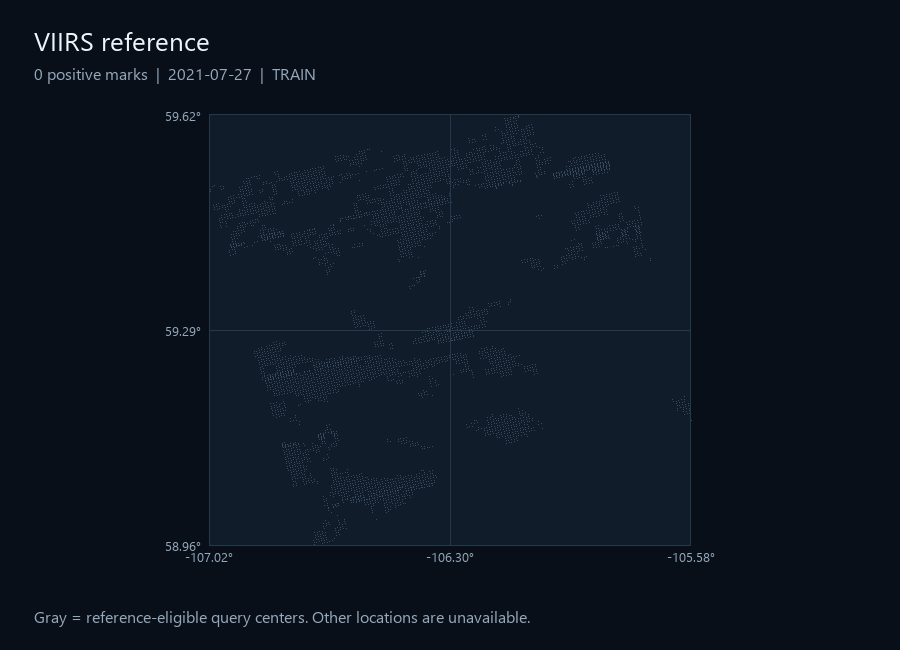 VIIRS reference
0 positive marks | 2021-07-27 | TRAIN
59.62°
59.29°
58.96°
-107.02°
-106.30°
-105.58°
Gray = reference-eligible query centers. Other locations are unavailable.